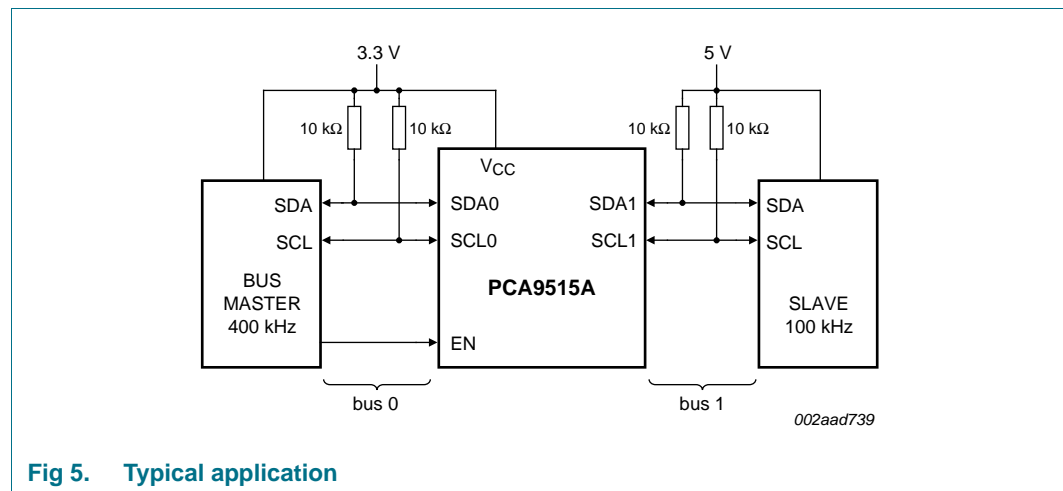 3.3 V
5 V
10 kΩ
10 kΩ
10 kΩ
10 kΩ
VCC
SDA
SDA0
SDA1
SDA
SCL
SCL0
SCL1
SCL
BUS
MASTER
400 kHz
PCA9515A
SLAVE
100 kHz
EN
bus 0
bus 1
002aad739
Fig 5. Typical application